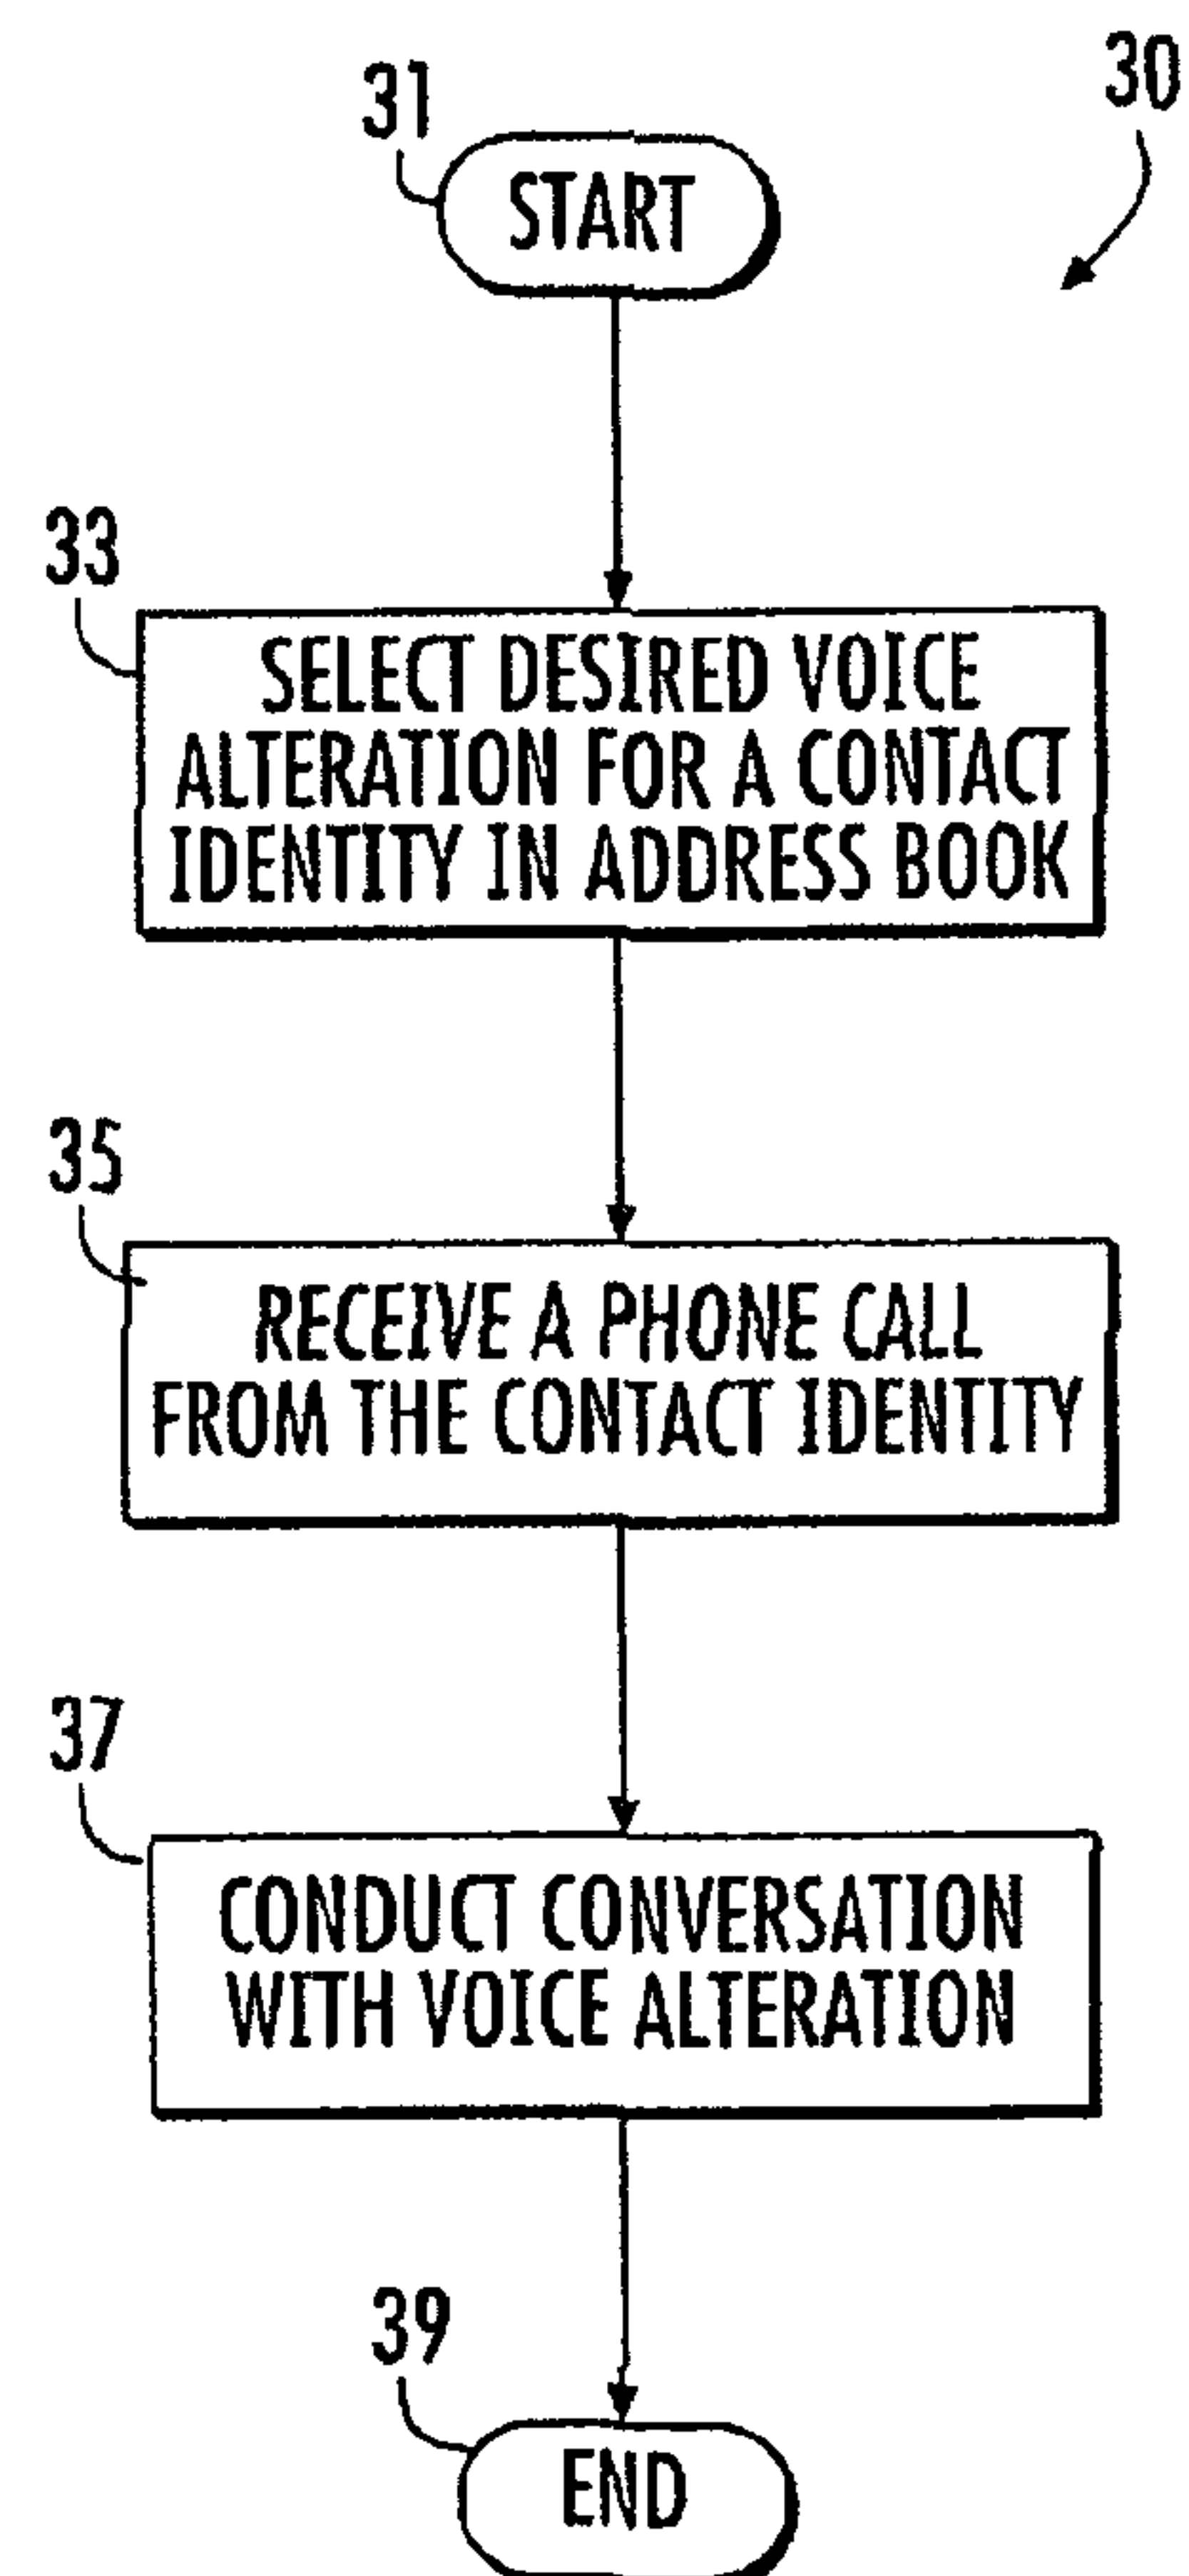 30
31
START
33
SELECT DESIRED VOICE
ALTERATION FOR A CONTACT
IDENTITY IN ADDRESS BOOK
35
RECEIVE A PHONE CALL
FROM THE CONTACT IDENTITY
37
CONDUCT CONVERSATION
WITH VOICE ALTERATION
39
END